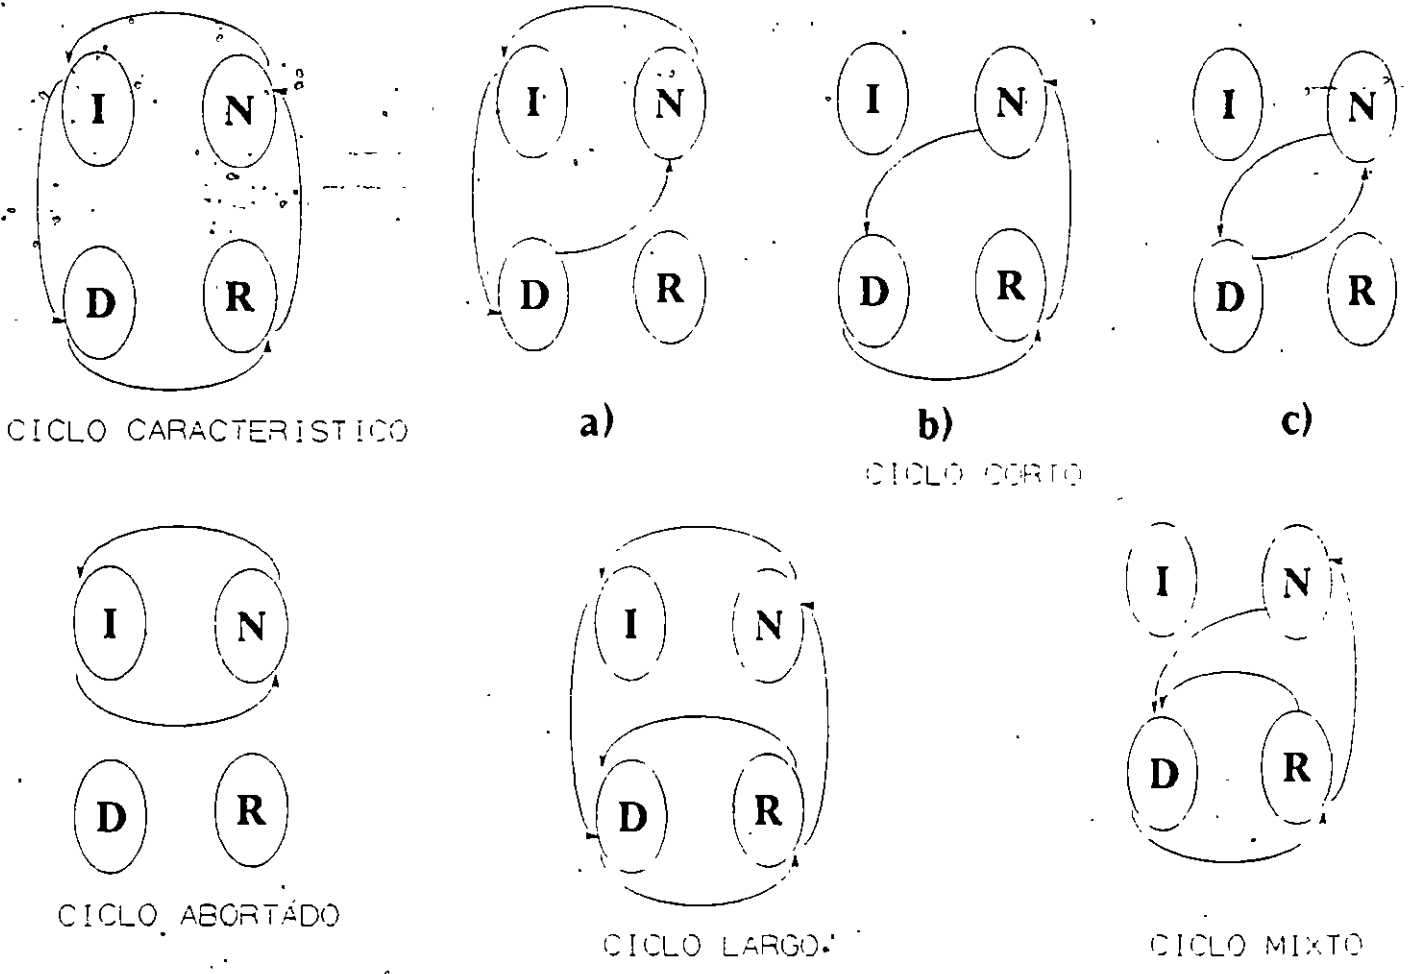 I N I N I N I N
D R D R D R D R
CICLO CARACTERISTICO
a) b) c)
CICLO CORTO
I N I N I N
D R D R D R
CICLO ABORTADO
CICLO LARGO
CICLO MIXTO